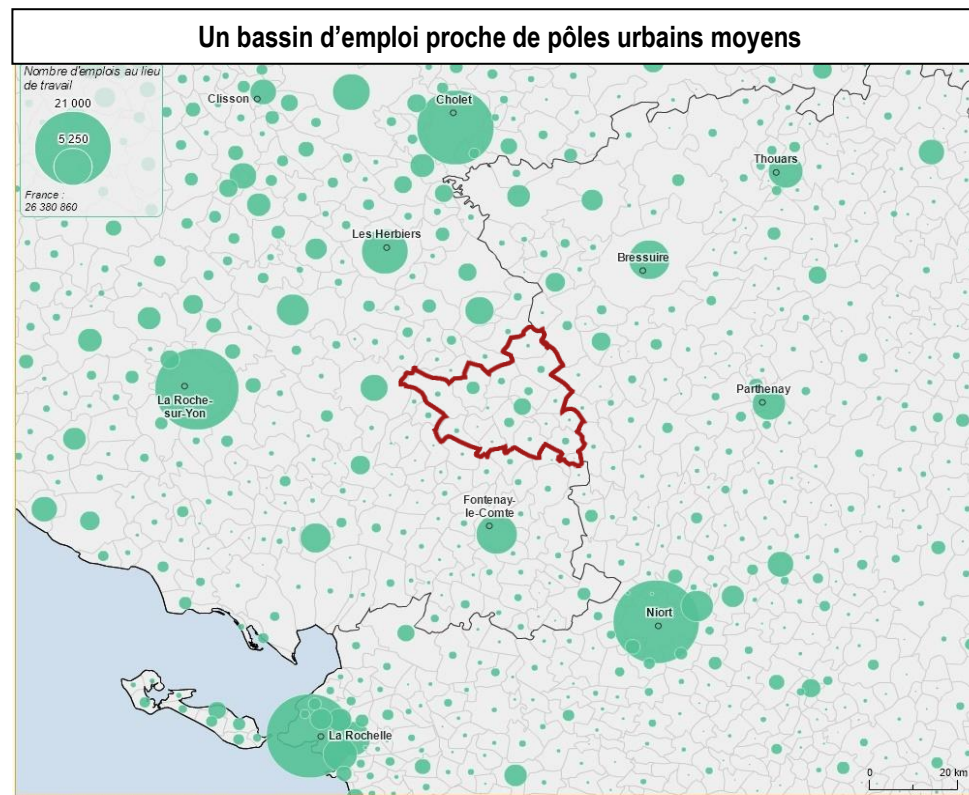 Un bassin d’emploi proche de pôles urbains moyens
Nombre d'emplois au lieu
de travail
21 000
5 250
France :
26 380 860
Clisson
Cholet
Thouars
Les Herbiers
Bressuire
La Roche-
sur-Yon
Parthenay
Fontenay-
le-Comte
Niort
La Rochelle
0
20 km